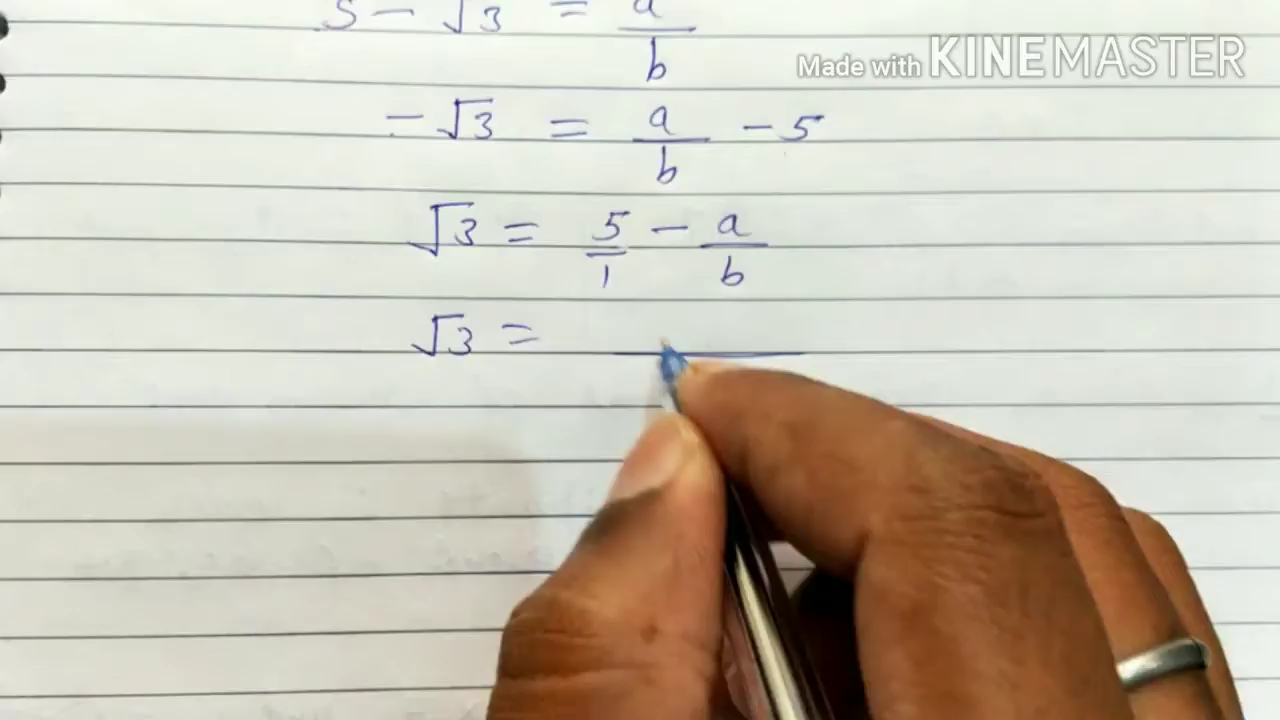 5 - √3 = a/b
Made with KINEMASTER
-√3 = a/b - 5
√3 = 5/1 - a/b
√3 =